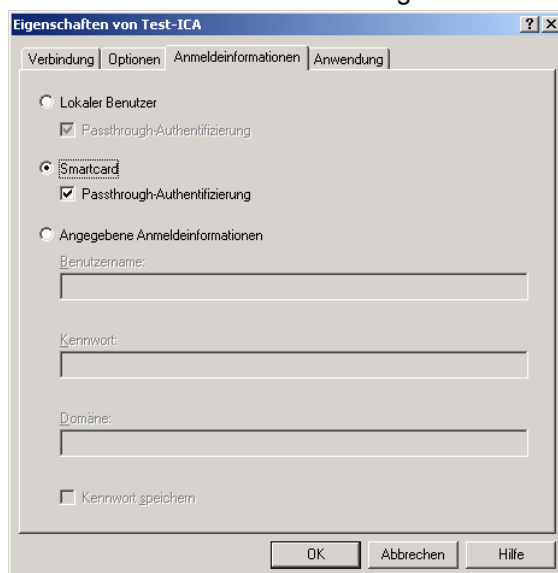 Eigenschaften von Test-ICA
Verbindung Optionen Anmeldeinformationen Anwendung
Lokaler Benutzer
Passthrough-Authentifizierung
Smartcard
Passthrough-Authentifizierung
Angegebene Anmeldeinformationen
Benutzername:
Kennwort:
Domäne:
Kennwort speichern
OK Abbrechen Hilfe